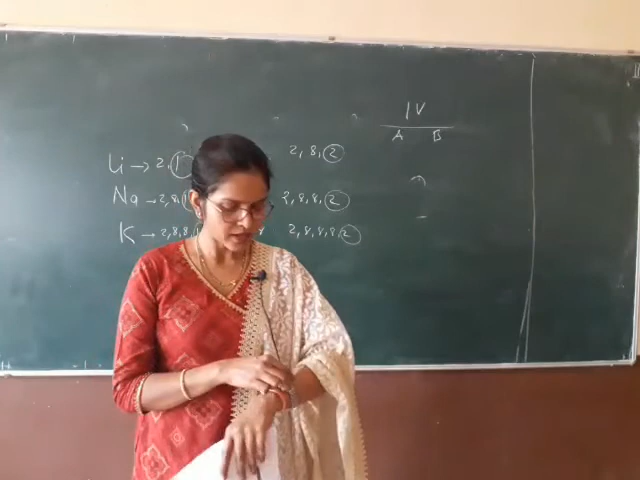 IV
A B
Li → 2, 1 2, 8, 2
Na → 2, 8, 1 2, 8, 8, 2
K → 2, 8, 8, 2, 8, 8, 8, 2